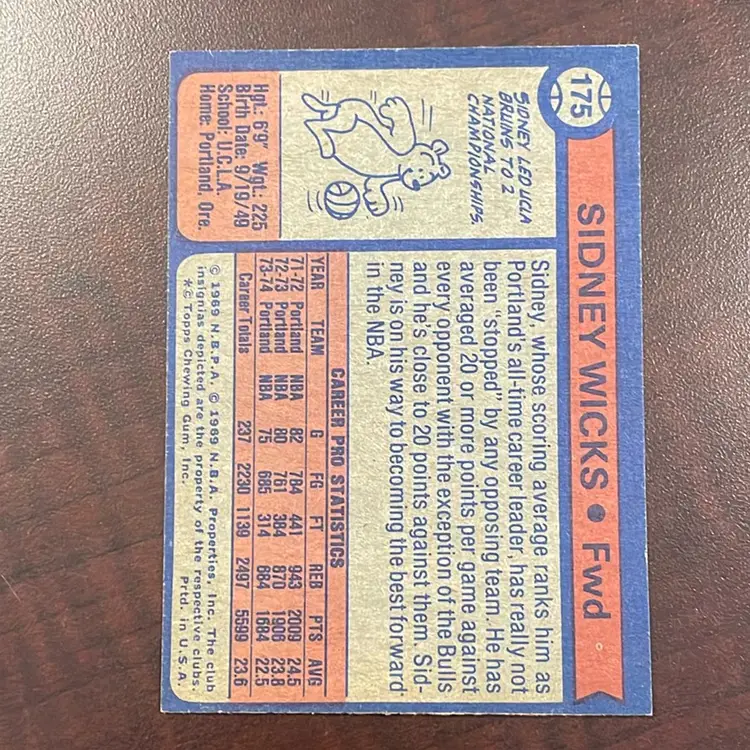 175
SIDNEY WICKS • Fwd
SIDNEY LED UCLA
BRUINS TO 2
NATIONAL
CHAMPIONSHIPS.
Hgt.: 6'9" Wgt.: 225
Birth Date: 9/19/49
School: U.C.L.A.
Home: Portland, Ore.
Sidney, whose scoring average ranks him as
Portland's all-time career leader, has really not
been "stopped" by any opposing team. He has
averaged 20 or more points per game against
every opponent with the exception of the Bulls
and he's close to 20 points against them. Sid-
ney is on his way to becoming the best forward
in the NBA.
CAREER PRO STATISTICS
YEAR TEAM G FG FT REB PTS AVG
71-72 Portland NBA 82 784 441 943 2009 24.5
72-73 Portland NBA 80 761 384 870 1906 23.8
73-74 Portland NBA 75 685 314 684 1684 22.5
Career Totals 237 2230 1139 2497 5599 23.6
© 1969 N.B.P.A. © 1969 N.B.A. Properties, Inc. The club
insignias depicted are the property of the respective clubs.
*© Topps Chewing Gum, Inc. Prtd. in U.S.A.